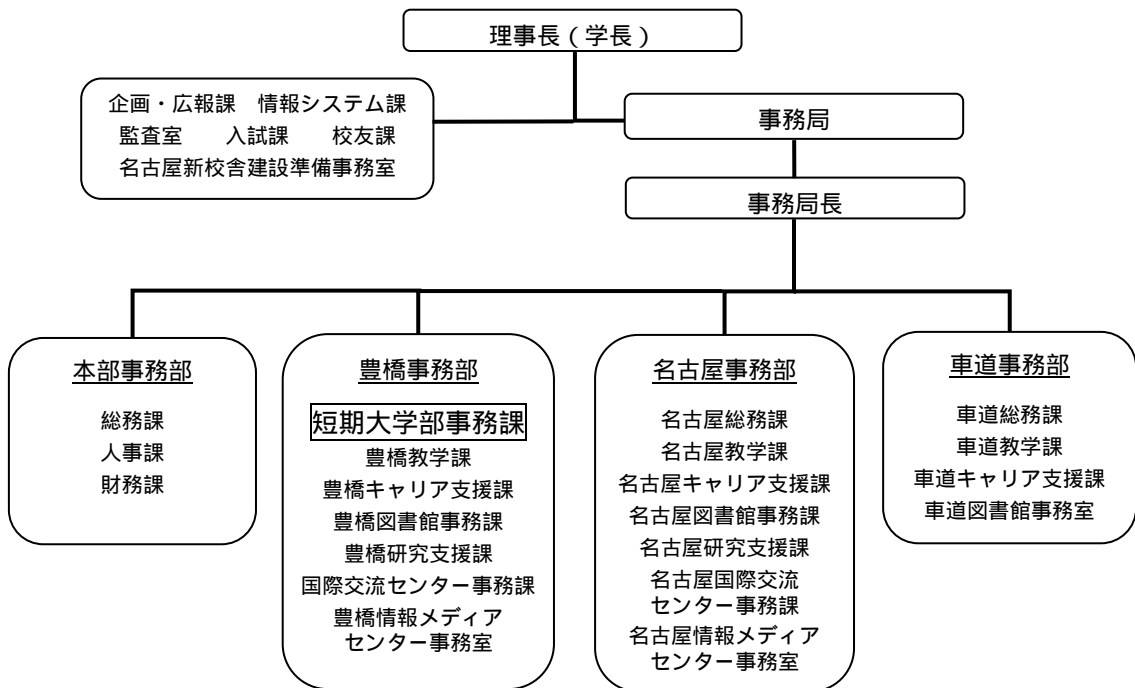 理事長(学長)
企画・広報課 情報システム課
監査室 入試課 校友課
名古屋新校舎建設準備事務室
事務局
事務局長
本部事務部
総務課
人事課
財務課
豊橋事務部
短期大学部事務課
豊橋教学課
豊橋キャリア支援課
豊橋図書館事務課
豊橋研究支援課
国際交流センター事務課
豊橋情報メディア
センター事務室
名古屋事務部
名古屋総務課
名古屋教学課
名古屋キャリア支援課
名古屋図書館事務課
名古屋研究支援課
名古屋国際交流
センター事務課
名古屋情報メディア
センター事務室
車道事務部
車道総務課
車道教学課
車道キャリア支援課
車道図書館事務室